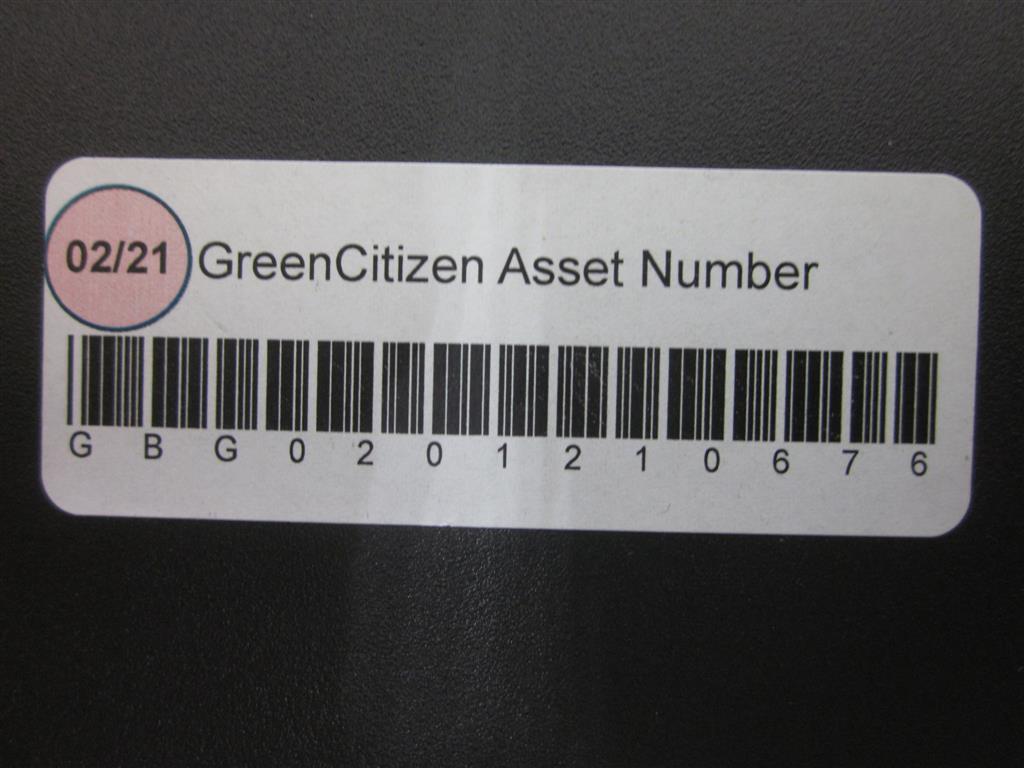 02/21 GreenCitizen Asset Number
G B G 0 2 0 1 2 1 0 6 7 6